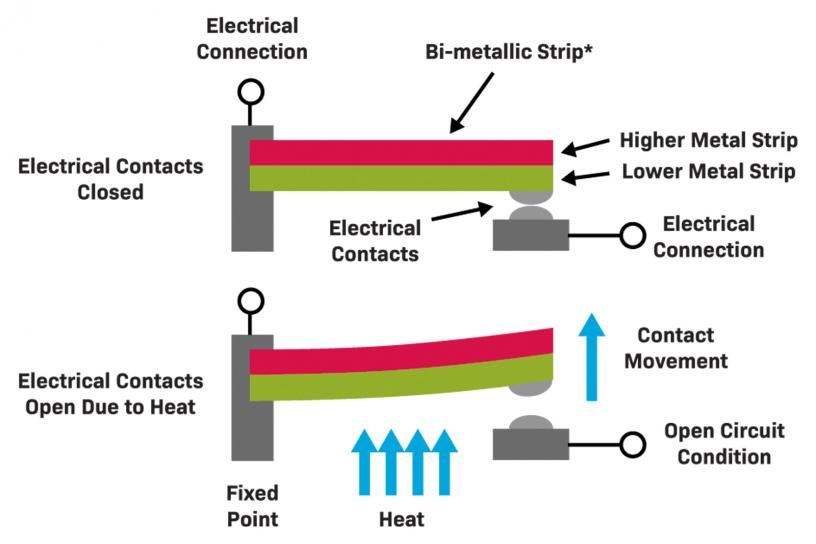 Electrical
Connection
Bi-metallic Strip*
Electrical Contacts
Closed
Higher Metal Strip
Lower Metal Strip
Electrical
Contacts
Electrical
Connection
Electrical Contacts
Open Due to Heat
Contact
Movement
Open Circuit
Condition
Fixed
Point
Heat